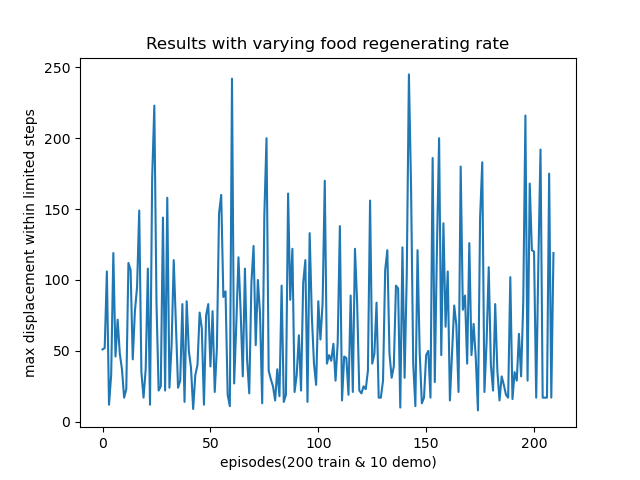 Results with varying food regenerating rate
250
200
150
100
50
0
max displacement within limited steps
0 50 100 150 200
episodes(200 train & 10 demo)